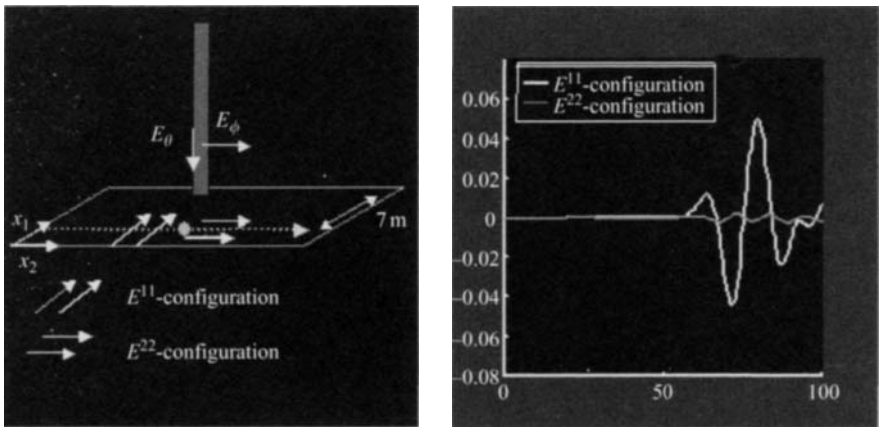 E_θ
E_ϕ
x_1
x_2
7 m
E^11-configuration
E^22-configuration
E^11-configuration
E^22-configuration
0.06
0.04
0.02
0
–0.02
–0.04
–0.06
–0.08
0
50
100